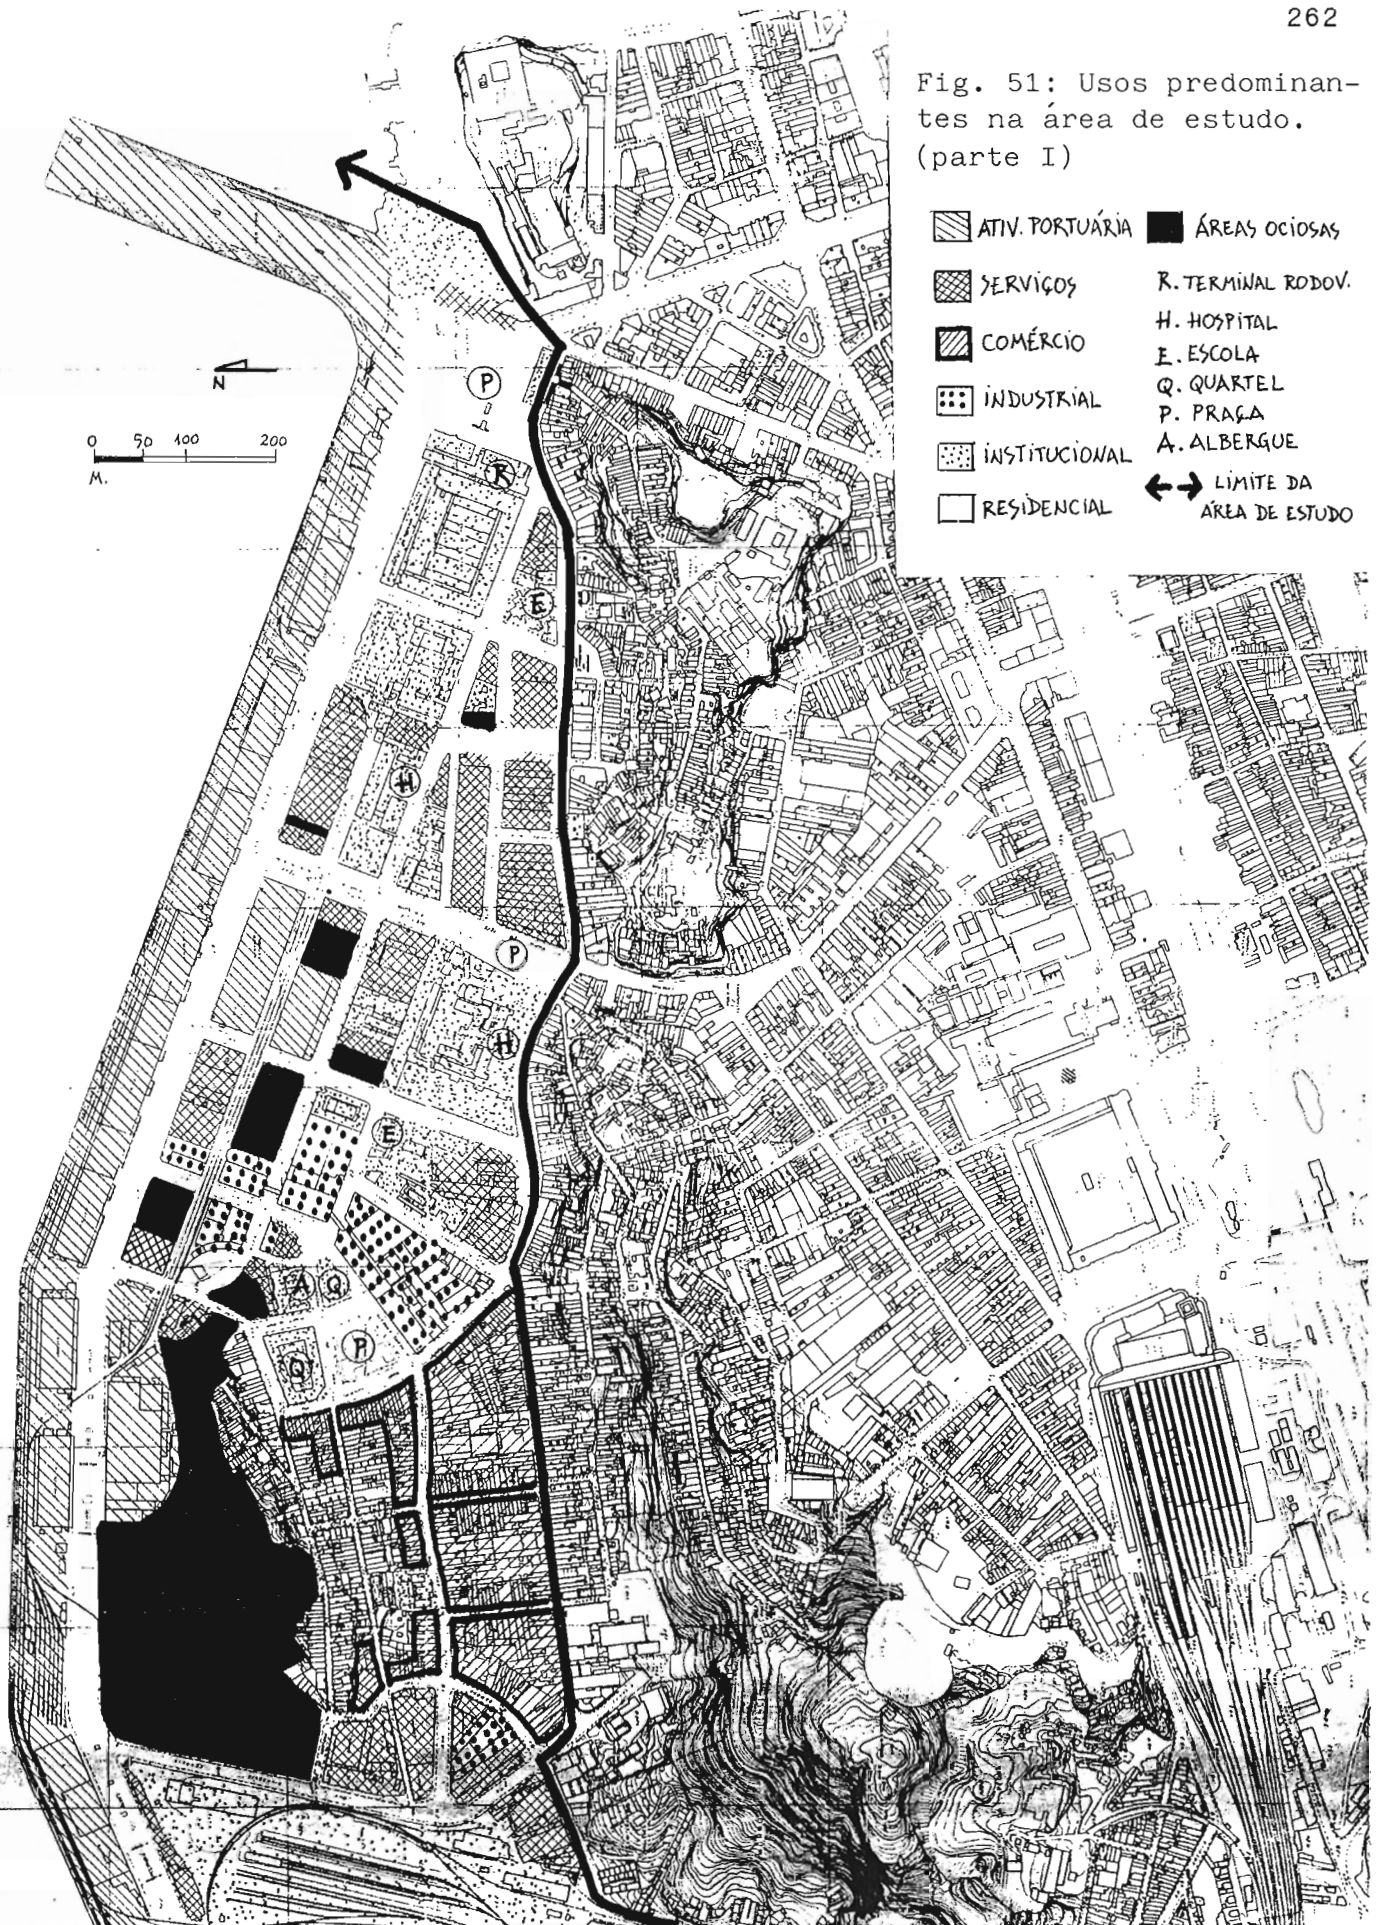 262
Fig. 51: Usos predominan-
tes na área de estudo.
(parte I)
ATIV. PORTUÁRIA
SERVIÇOS
COMÉRCIO
INDUSTRIAL
INSTITUCIONAL
RESIDENCIAL
ÁREAS OCIOSAS
R. TERMINAL RODOV.
H. HOSPITAL
E. ESCOLA
Q. QUARTEL
P. PRAÇA
A. ALBERGUE
LIMITE DA
ÁREA DE ESTUDO
N
0 50 100 200
M.
P
R
E
H
P
H
E
A Q
P
Q